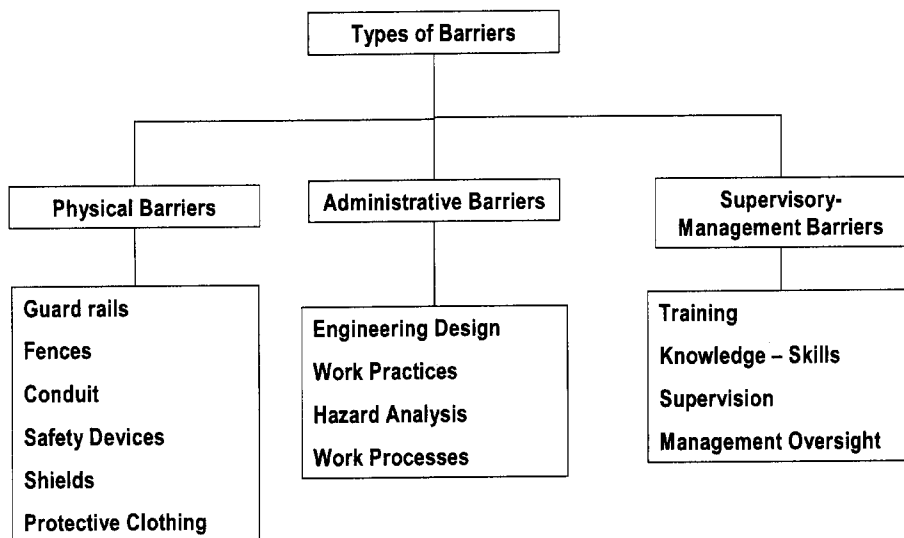 Types of Barriers
Physical Barriers
Guard rails
Fences
Conduit
Safety Devices
Shields
Protective Clothing
Administrative Barriers
Engineering Design
Work Practices
Hazard Analysis
Work Processes
Supervisory-
Management Barriers
Training
Knowledge – Skills
Supervision
Management Oversight